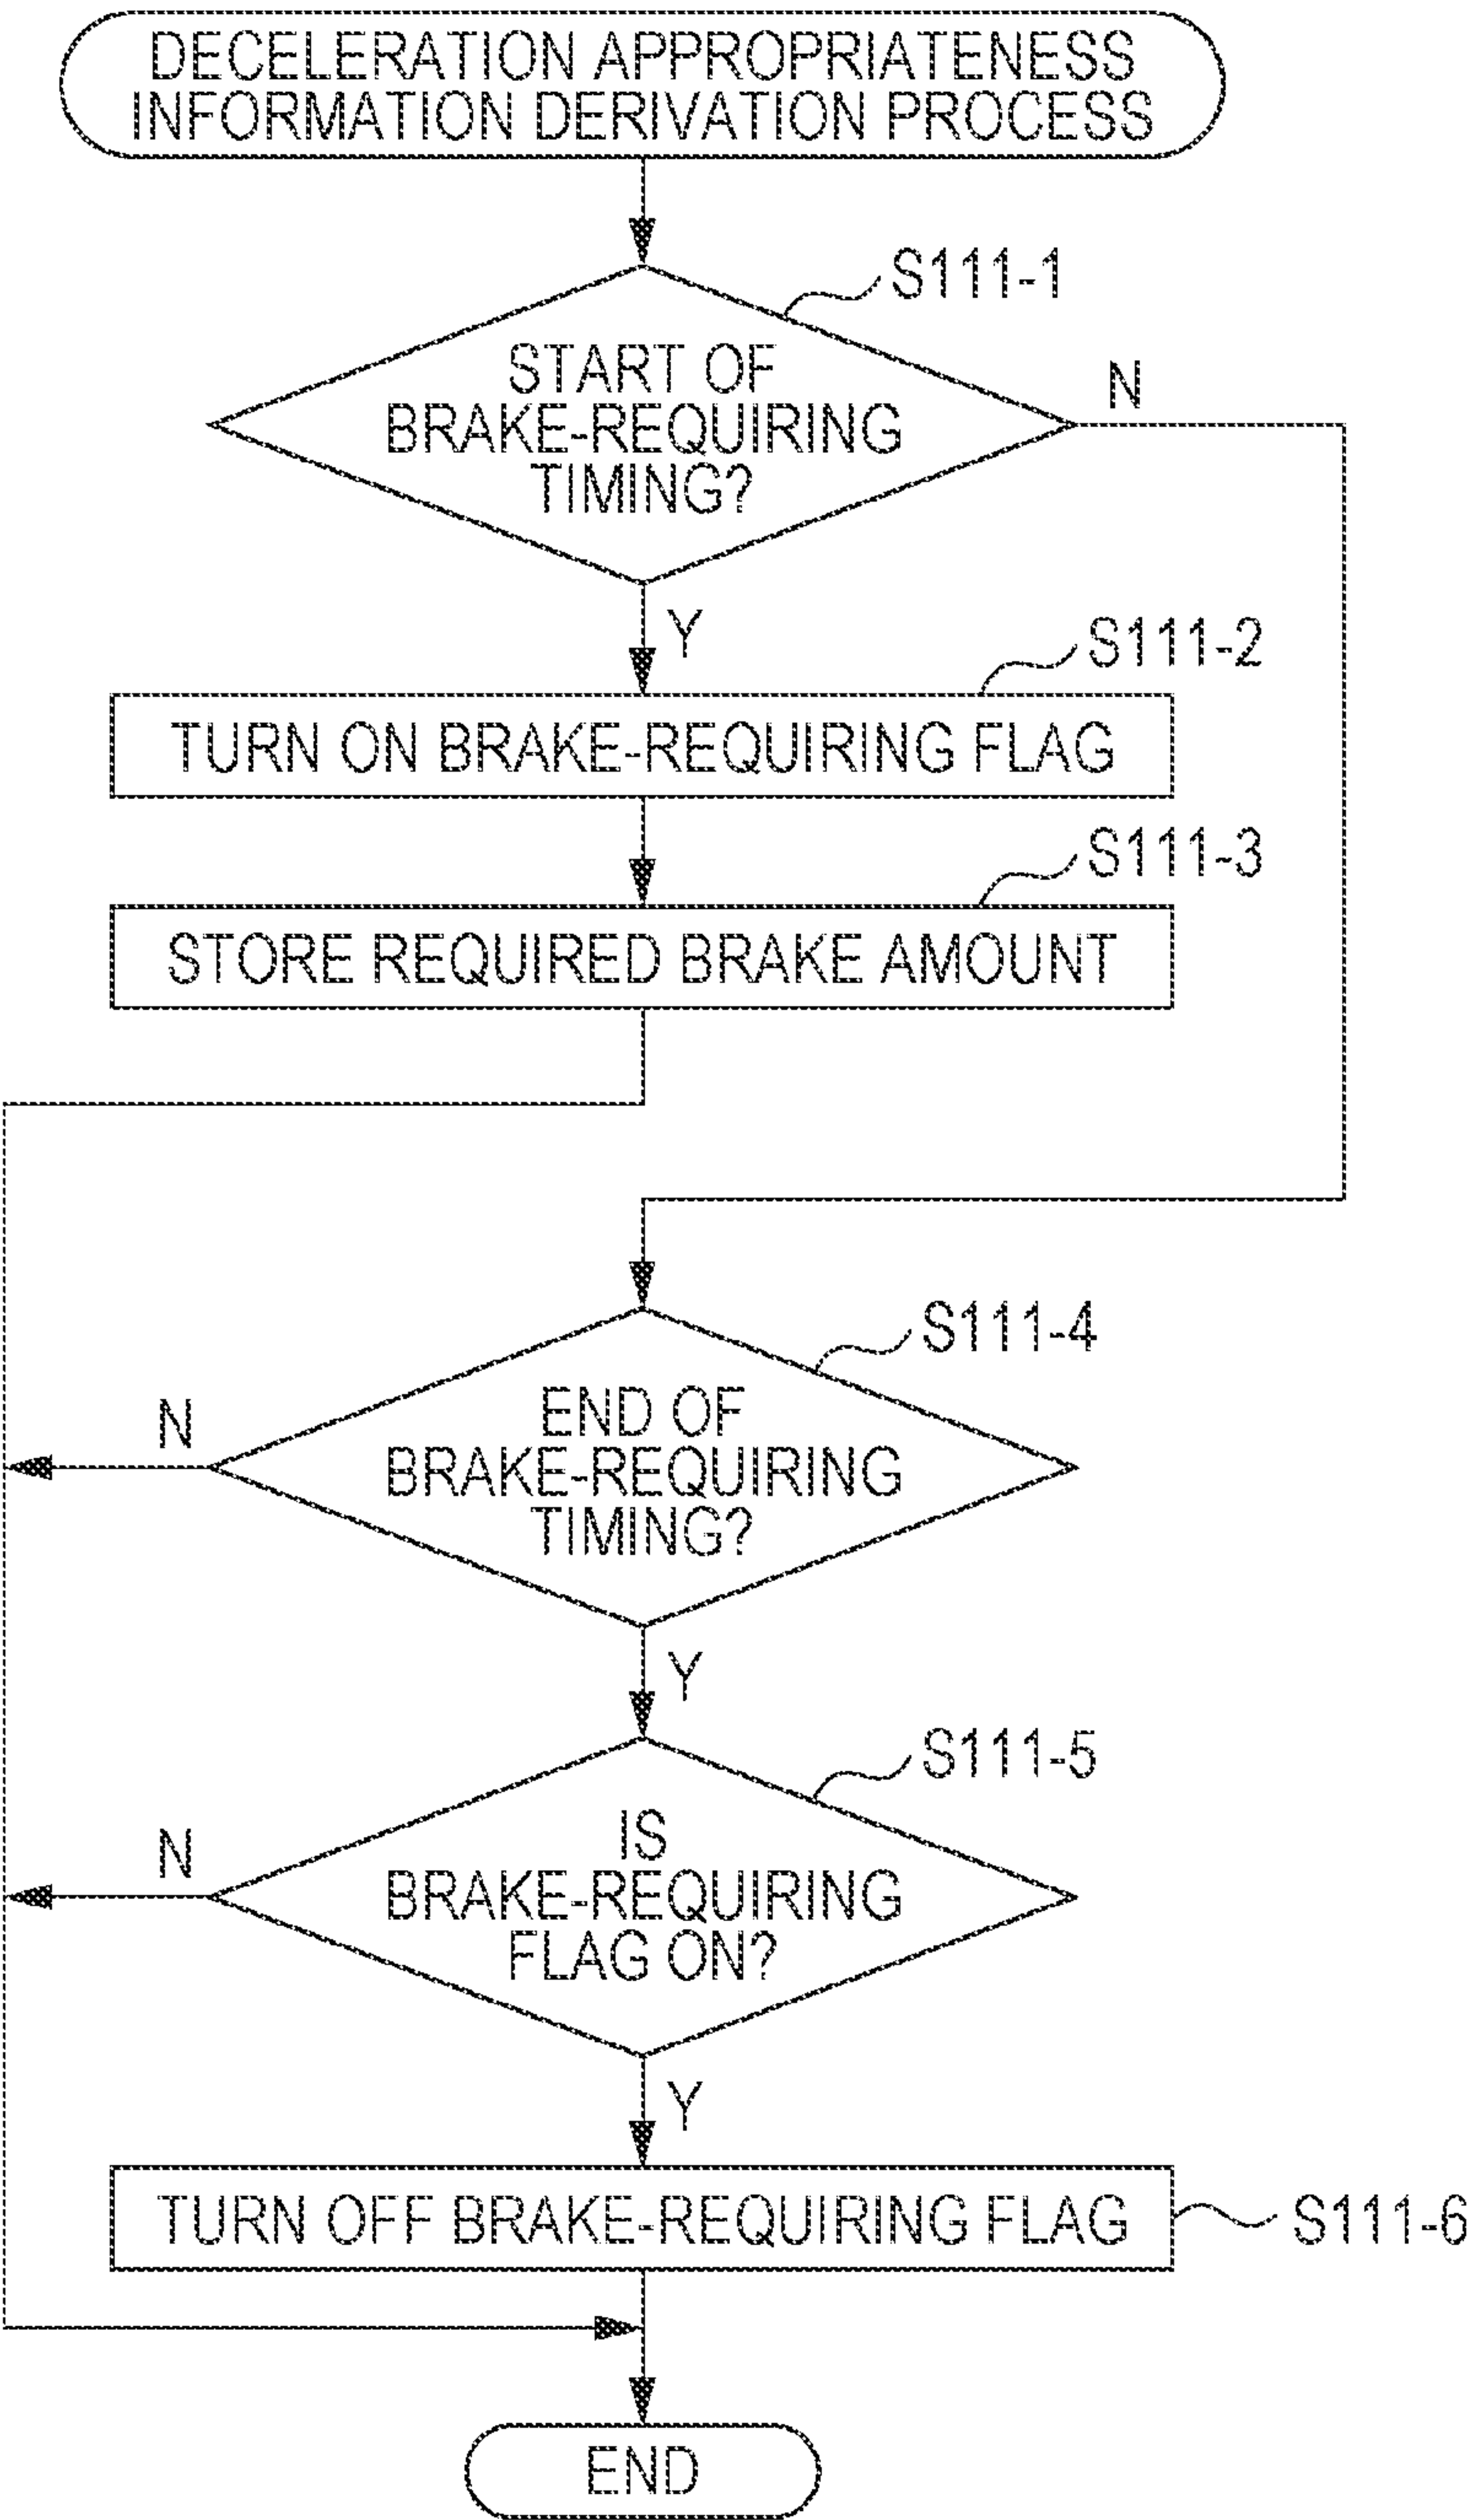 DECELERATION APPROPRIATENESS
INFORMATION DERIVATION PROCESS
S111-1
START OF
BRAKE-REQUIRING
TIMING?
N
Y
S111-2
TURN ON BRAKE-REQUIRING FLAG
S111-3
STORE REQUIRED BRAKE AMOUNT
S111-4
END OF
BRAKE-REQUIRING
TIMING?
N
Y
S111-5
IS
BRAKE-REQUIRING
FLAG ON?
N
Y
TURN OFF BRAKE-REQUIRING FLAG
S111-6
END